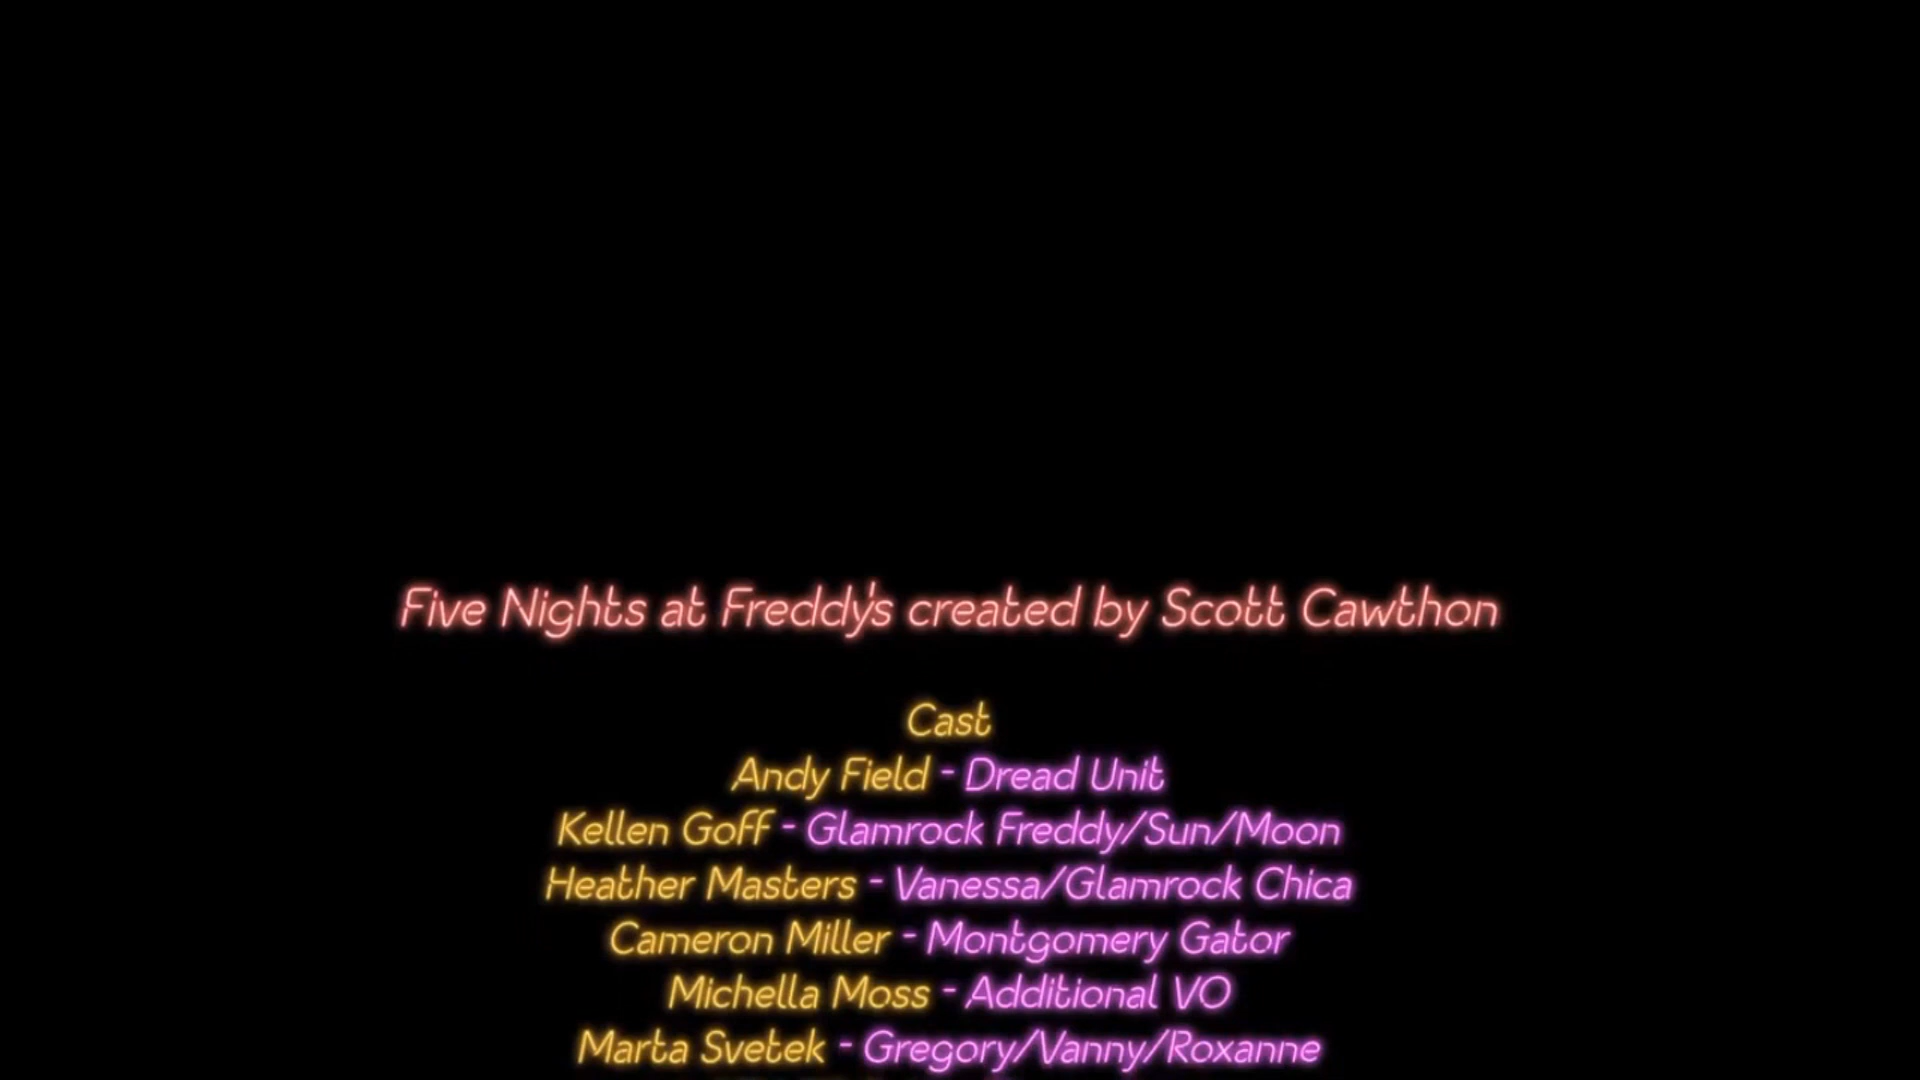 Five Nights at Freddy's created by Scott Cawthon
Cast
Andy Field - Dread Unit
Kellen Goff - Glamrock Freddy/Sun/Moon
Heather Masters - Vanessa/Glamrock Chica
Cameron Miller - Montgomery Gator
Michella Moss - Additional VO
Marta Svetek - Gregory/Vanny/Roxanne